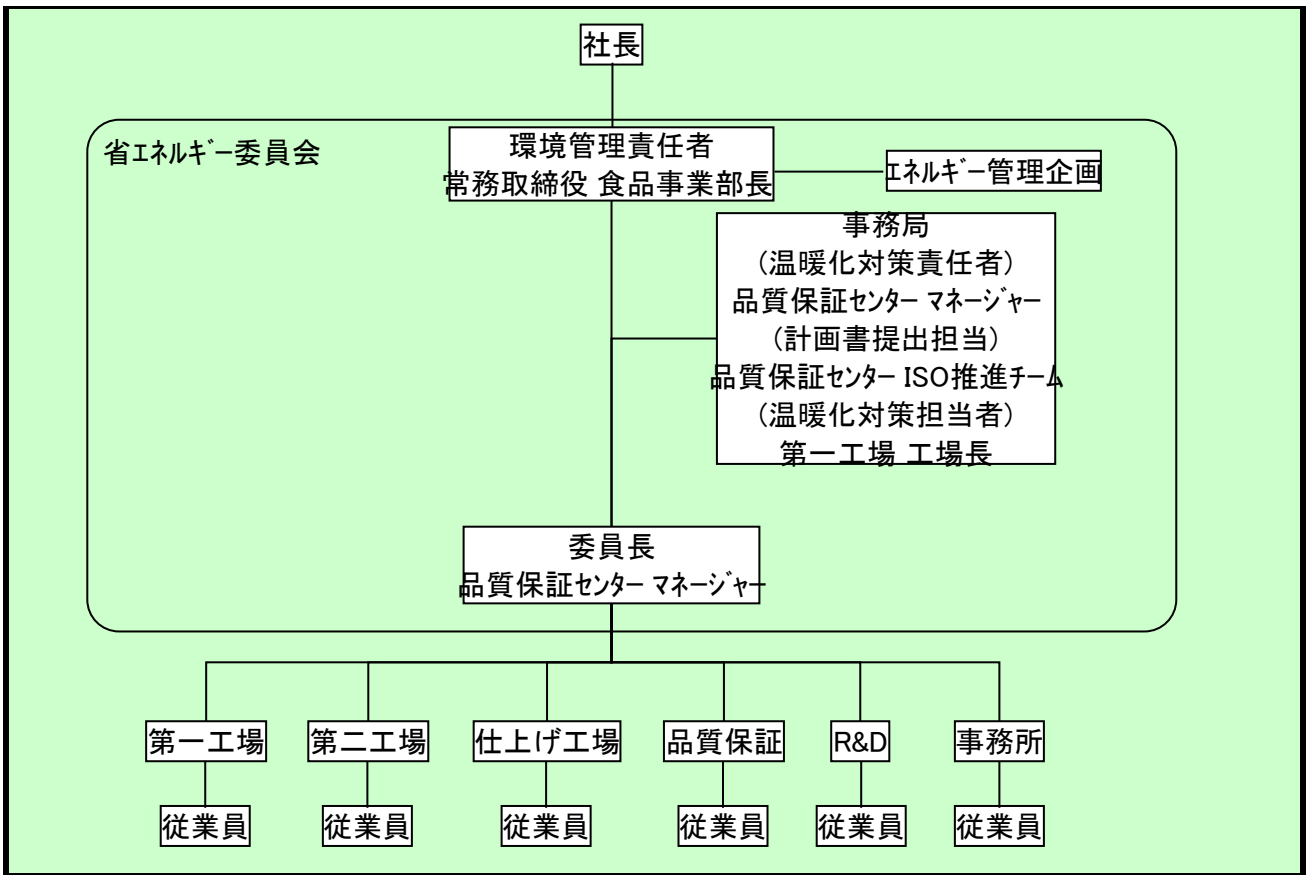 社長
省ｴﾈﾙｷﾞｰ委員会
環境管理責任者
常務取締役 食品事業部長
ｴﾈﾙｷﾞｰ管理企画
事務局
(温暖化対策責任者)
品質保証ｾﾝﾀｰ ﾏﾈｰｼﾞｬｰ
(計画書提出担当)
品質保証ｾﾝﾀｰ ISO推進ﾁｰﾑ
(温暖化対策担当者)
第一工場 工場長
委員長
品質保証ｾﾝﾀｰ ﾏﾈｰｼﾞｬｰ
第一工場
第二工場
仕上げ工場
品質保証
R&D
事務所
従業員
従業員
従業員
従業員
従業員
従業員